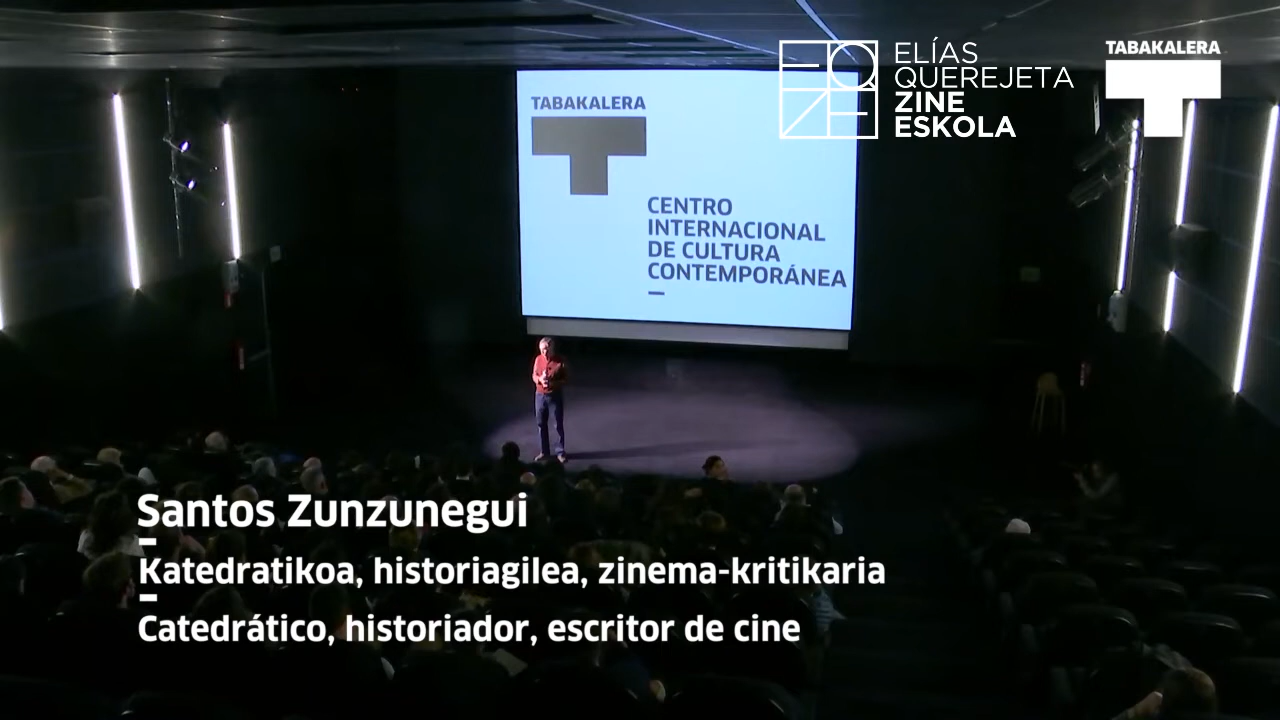 ELÍAS
QUEREJETA
ZINE
ESKOLA
TABAKALERA
TABAKALERA
CENTRO
INTERNACIONAL
DE CULTURA
CONTEMPORÁNEA
Santos Zunzunegui
Katedratikoa, historiagilea, zinema-kritikaria
Catedrático, historiador, escritor de cine